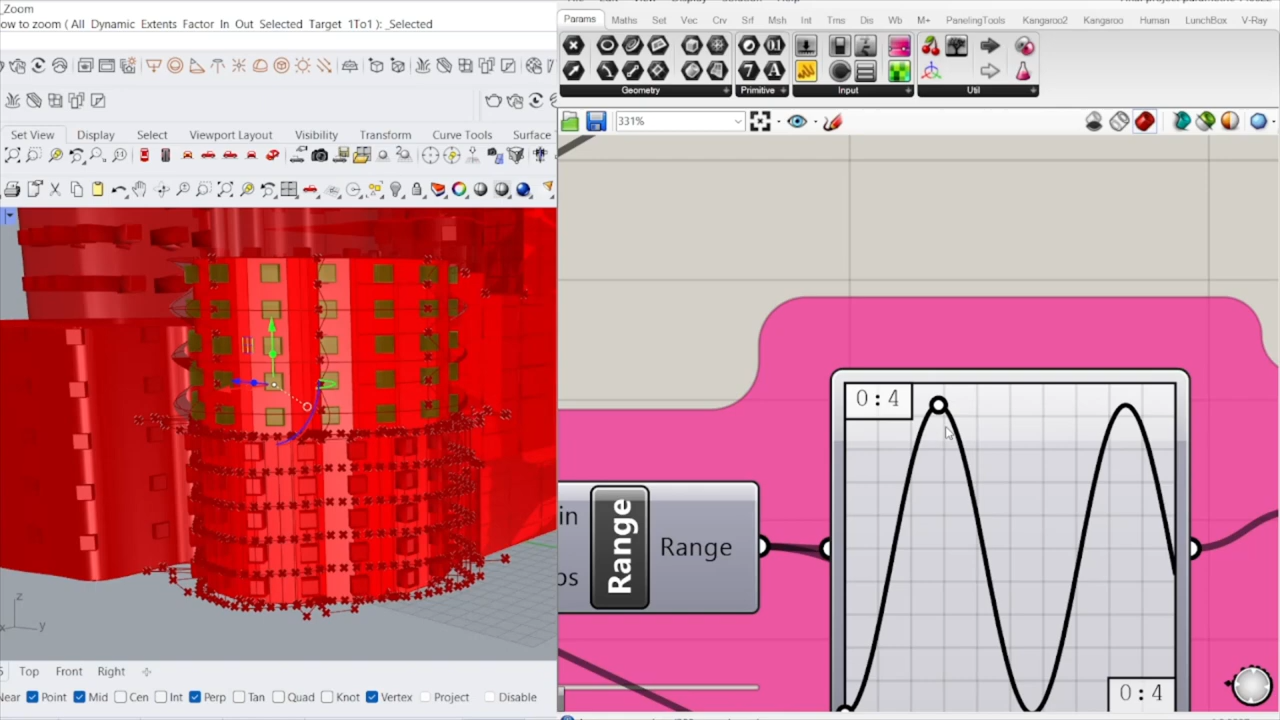 _Zoom
ow to zoom ( All Dynamic Extents Factor In Out Selected Target 1To1 ): _Selected
Set View Display Select Viewport Layout Visibility Transform Curve Tools Surface
z
x y
Top Front Right
Near Point Mid Cen Int Perp Tan Quad Knot Vertex Project Disable
Params Maths Set Vec Crv Srf Msh Int Trns Dis Wb M+ PanelingTools Kangaroo2 Kangaroo Human LunchBox V-Ray
Geometry Primitive Input Util
331%
0 : 4
in
Range
Range
ps
0 : 4